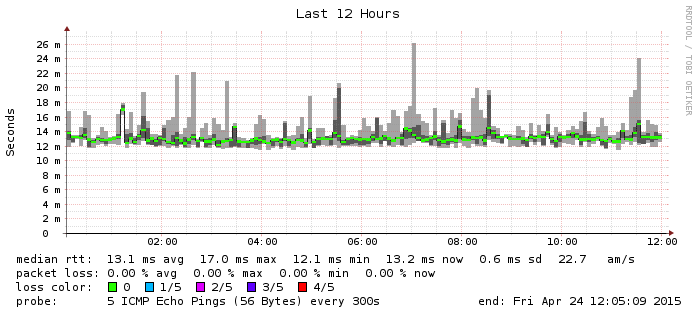 Last 12 Hours
RRDTOOL / TOBI OETIKER
Seconds
26 m
24 m
22 m
20 m
18 m
16 m
14 m
12 m
10 m
8 m
6 m
4 m
2 m
0
02:00 04:00 06:00 08:00 10:00 12:00
median rtt: 13.1 ms avg 17.0 ms max 12.1 ms min 13.2 ms now 0.6 ms sd 22.7 am/s
packet loss: 0.00 % avg 0.00 % max 0.00 % min 0.00 % now
loss color: 0 1/5 2/5 3/5 4/5
probe: 5 ICMP Echo Pings (56 Bytes) every 300s end: Fri Apr 24 12:05:09 2015